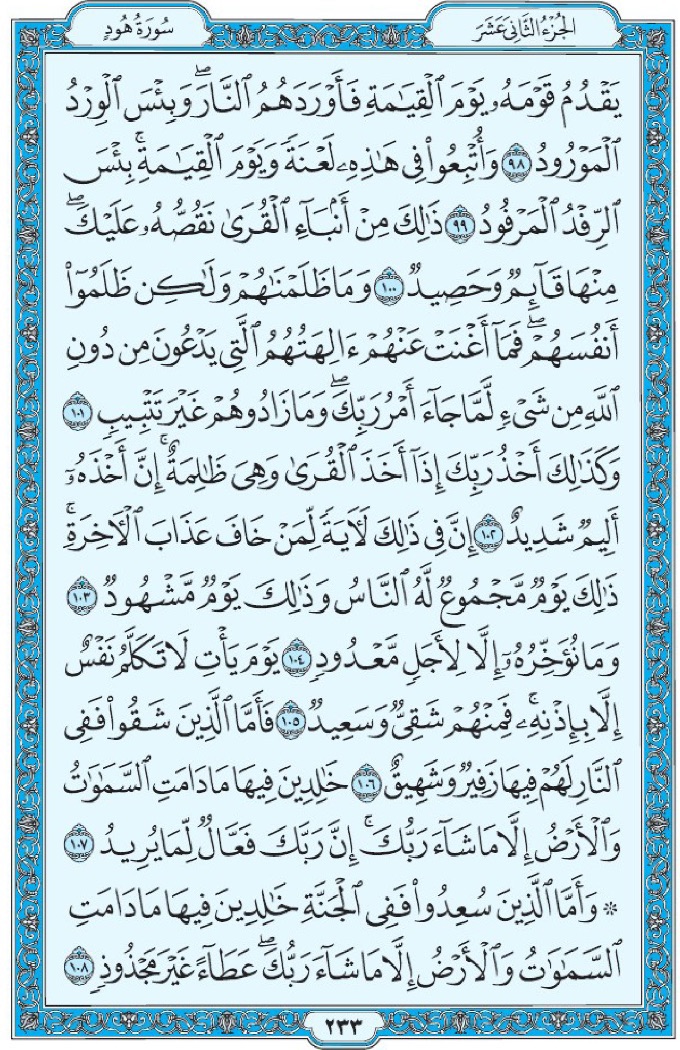 الجُزْءُ الثَّانِي عَشَرَ
سُورَةُ هُودٍ
يَقۡدُمُ قَوۡمَهُۥ يَوۡمَ ٱلۡقِيَٰمَةِ فَأَوۡرَدَهُمُ ٱلنَّارَۖ وَبِئۡسَ ٱلۡوِرۡدُ
ٱلۡمَوۡرُودُ ٩٨ وَأُتۡبِعُواْ فِي هَٰذِهِۦ لَعۡنَةٗ وَيَوۡمَ ٱلۡقِيَٰمَةِۚ بِئۡسَ
ٱلرِّفۡدُ ٱلۡمَرۡفُودُ ٩٩ ذَٰلِكَ مِنۡ أَنۢبَآءِ ٱلۡقُرَىٰ نَقُصُّهُۥ عَلَيۡكَۖ
مِنۡهَا قَآئِمٞ وَحَصِيدٞ ١٠٠ وَمَا ظَلَمۡنَٰهُمۡ وَلَٰكِن ظَلَمُوٓاْ
أَنفُسَهُمۡۖ فَمَآ أَغۡنَتۡ عَنۡهُمۡ ءَالِهَتُهُمُ ٱلَّتِي يَدۡعُونَ مِن دُونِ
ٱللَّهِ مِن شَيۡءٖ لَّمَّا جَآءَ أَمۡرُ رَبِّكَۖ وَمَا زَادُوهُمۡ غَيۡرَ تَتۡبِيبٖ ١٠١
وَكَذَٰلِكَ أَخۡذُ رَبِّكَ إِذَآ أَخَذَ ٱلۡقُرَىٰ وَهِيَ ظَٰلِمَةٌۚ إِنَّ أَخۡذَهُۥٓ
أَلِيمٞ شَدِيدٌ ١٠٢ إِنَّ فِي ذَٰلِكَ لَأٓيَةٗ لِّمَنۡ خَافَ عَذَابَ ٱلۡأٓخِرَةِۚ
ذَٰلِكَ يَوۡمٞ مَّجۡمُوعٞ لَّهُ ٱلنَّاسُ وَذَٰلِكَ يَوۡمٞ مَّشۡهُودٞ ١٠٣
وَمَا نُؤَخِّرُهُۥٓ إِلَّا لِأَجَلٖ مَّعۡدُودٖ ١٠٤ يَوۡمَ يَأۡتِ لَا تَكَلَّمُ نَفۡسٌ
إِلَّا بِإِذۡنِهِۦۚ فَمِنۡهُمۡ شَقِيّٞ وَسَعِيدٞ ١٠٥ فَأَمَّا ٱلَّذِينَ شَقُواْ فَفِي
ٱلنَّارِ لَهُمۡ فِيهَا زَفِيرٞ وَشَهِيقٌ ١٠٦ خَٰلِدِينَ فِيهَا مَا دَامَتِ ٱلسَّمَٰوَٰتُ
وَٱلۡأَرۡضُ إِلَّا مَا شَآءَ رَبُّكَۚ إِنَّ رَبَّكَ فَعَّالٞ لِّمَا يُرِيدُ ١٠٧
۞ وَأَمَّا ٱلَّذِينَ سُعِدُواْ فَفِي ٱلۡجَنَّةِ خَٰلِدِينَ فِيهَا مَا دَامَتِ
ٱلسَّمَٰوَٰتُ وَٱلۡأَرۡضُ إِلَّا مَا شَآءَ رَبُّكَۖ عَطَآءً غَيۡرَ مَجۡذُوذٖ ١٠٨
٢٣٣